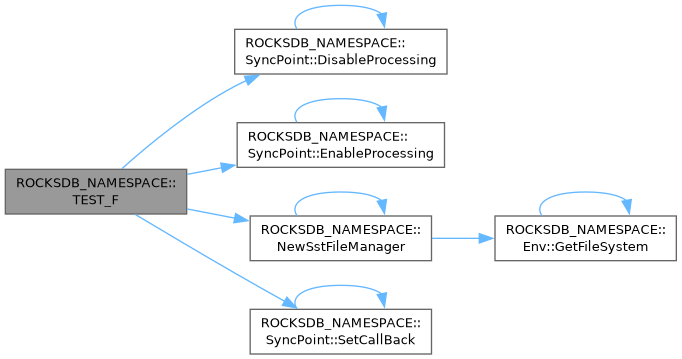 ROCKSDB_NAMESPACE::
SyncPoint::DisableProcessing
ROCKSDB_NAMESPACE::
SyncPoint::EnableProcessing
ROCKSDB_NAMESPACE::
TEST_F
ROCKSDB_NAMESPACE::
NewSstFileManager
ROCKSDB_NAMESPACE::
Env::GetFileSystem
ROCKSDB_NAMESPACE::
SyncPoint::SetCallBack